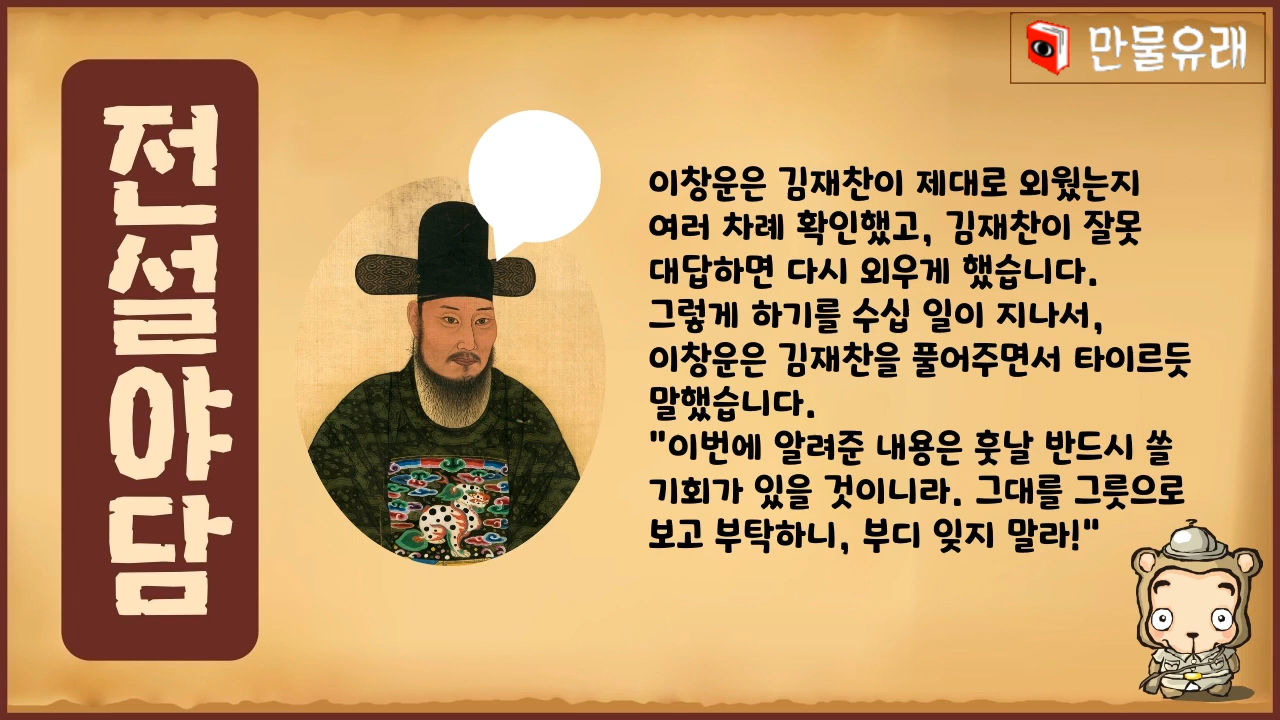 만물유래
전설야담
이창운은 김재찬이 제대로 외웠는지
여러 차례 확인했고, 김재찬이 잘못
대답하면 다시 외우게 했습니다.
그렇게 하기를 수십 일이 지나서,
이창운은 김재찬을 풀어주면서 타이르듯
말했습니다.
"이번에 알려준 내용은 훗날 반드시 쓸
기회가 있을 것이니라. 그대를 그릇으로
보고 부탁하니, 부디 잊지 말라!"